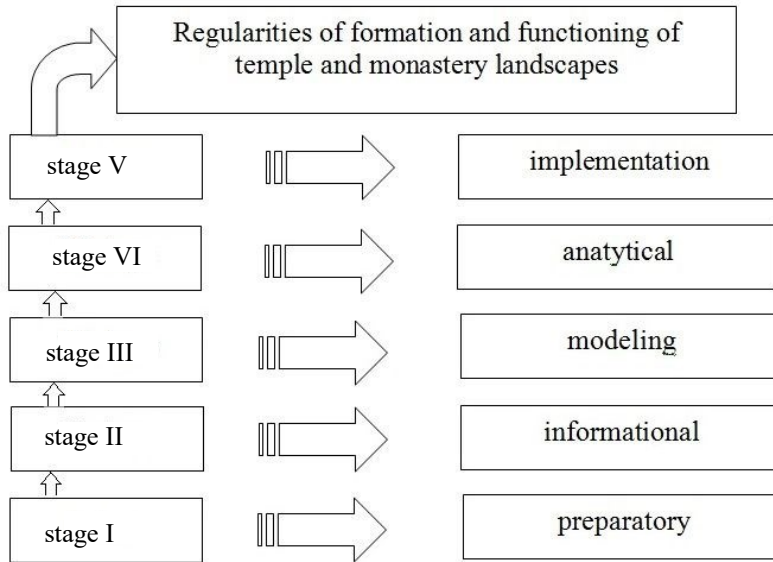 Regularities of formation and functioning of
temple and monastery landscapes
stage V
implementation
stage VI
anatytical
stage III
modeling
stage II
informational
stage I
preparatory